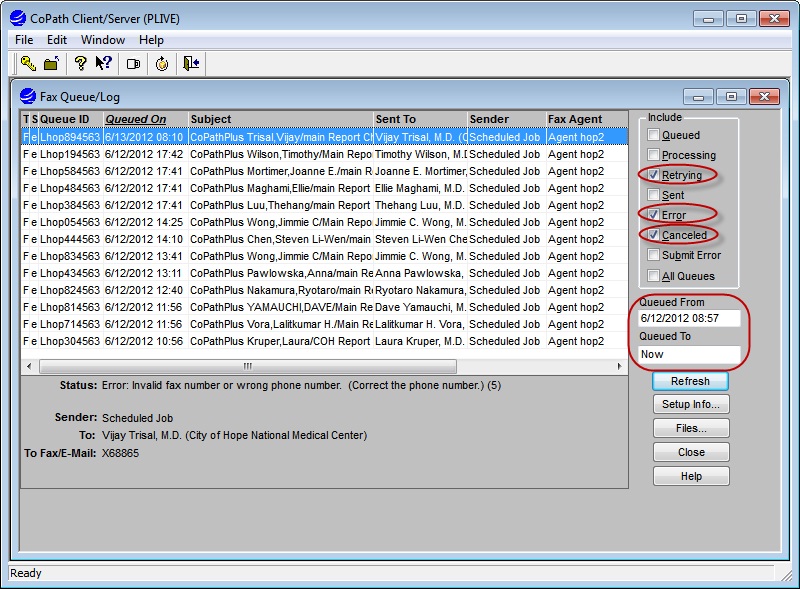 CoPath Client/Server (PLIVE)
File Edit Window Help
Fax Queue/Log
T S Queue ID Queued On Subject Sent To Sender Fax Agent
F e Lhop894563 6/13/2012 08:10 CoPathPlus Trisal,Vijay/main Report Ch Vijay Trisal, M.D. (C Scheduled Job Agent hop2
F e Lhop194563 6/12/2012 17:42 CoPathPlus Wilson,Timothy/main Repor Timothy Wilson, M.D Scheduled Job Agent hop2
F e Lhop584563 6/12/2012 17:41 CoPathPlus Mortimer,Joanne E./main R Joanne E. Mortimer, Scheduled Job Agent hop2
F e Lhop484563 6/12/2012 17:41 CoPathPlus Maghami,Ellie/main Report Ellie Maghami, M.D. Scheduled Job Agent hop2
F e Lhop384563 6/12/2012 17:41 CoPathPlus Luu,Thehang/main Report Thehang Luu, M.D. Scheduled Job Agent hop2
F e Lhop054563 6/12/2012 14:25 CoPathPlus Wong,Jimmie C/Main Repor Jimmie C. Wong, M. Scheduled Job Agent hop2
F e Lhop444563 6/12/2012 14:10 CoPathPlus Chen,Steven Li-Wen/main Steven Li-Wen Chen Scheduled Job Agent hop2
F e Lhop834563 6/12/2012 13:41 CoPathPlus Wong,Jimmie C/Main Repor Jimmie C. Wong, M. Scheduled Job Agent hop2
F e Lhop434563 6/12/2012 13:11 CoPathPlus Pawlowska,Anna/main Repor Anna Pawlowska, Scheduled Job Agent hop2
F e Lhop824563 6/12/2012 12:40 CoPathPlus Nakamura,Ryotaro/main Rep Ryotaro Nakamura, Scheduled Job Agent hop2
F e Lhop814563 6/12/2012 11:56 CoPathPlus YAMAUCHI,DAVE/Main Re Dave Yamauchi, M. Scheduled Job Agent hop2
F e Lhop714563 6/12/2012 11:56 CoPathPlus Vora,Lalitkumar H./Main Rep Lalitkumar H. Vora, Scheduled Job Agent hop2
F e Lhop304563 6/12/2012 10:56 CoPathPlus Kruper,Laura/COH Report Laura Kruper, M.D. Scheduled Job Agent hop2
Status: Error: Invalid fax number or wrong phone number. (Correct the phone number.) (5)
Sender: Scheduled Job
To: Vijay Trisal, M.D. (City of Hope National Medical Center)
To Fax/E-Mail: X68865
Include
Queued
Processing
Retrying
Sent
Error
Canceled
Submit Error
All Queues
Queued From
6/12/2012 08:57
Queued To
Now
Refresh
Setup Info...
Files...
Close
Help
Ready